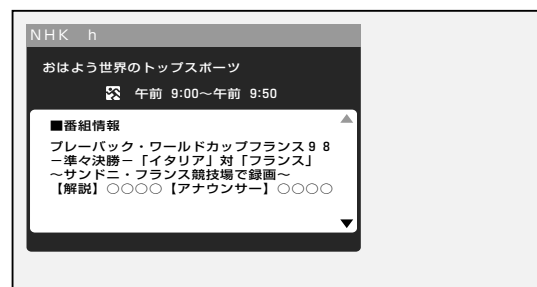 NHK h
おはよう世界のトップスポーツ
午前 9:00～午前 9:50
■番組情報
プレーバック・ワールドカップフランス98
－準々決勝－「イタリア」対「フランス」
～サンドニ・フランス競技場で録画～
【解説】○○○○【アナウンサー】○○○○